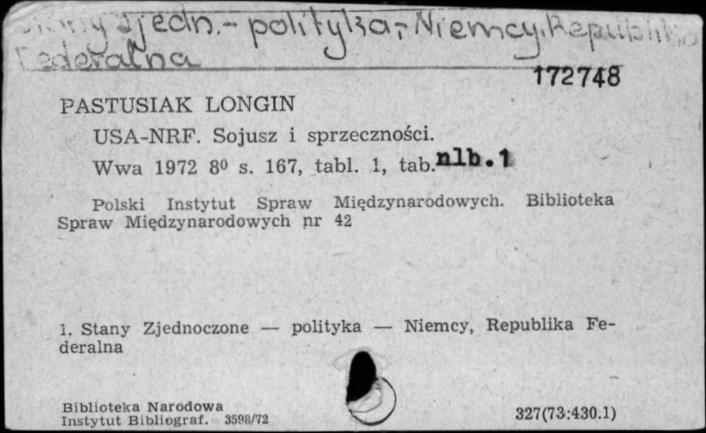 Stany Zjedn. - polityka - Niemcy, Republika
Federalna
172748
PASTUSIAK LONGIN
USA-NRF. Sojusz i sprzeczności.
Wwa 1972 8⁰ s. 167, tabl. 1, tab. nlb. 1
Polski Instytut Spraw Międzynarodowych. Biblioteka
Spraw Międzynarodowych nr 42
1. Stany Zjednoczone — polityka — Niemcy, Republika Fe-
deralna
Biblioteka Narodowa
Instytut Bibliograf. 3598/72
327(73:430.1)